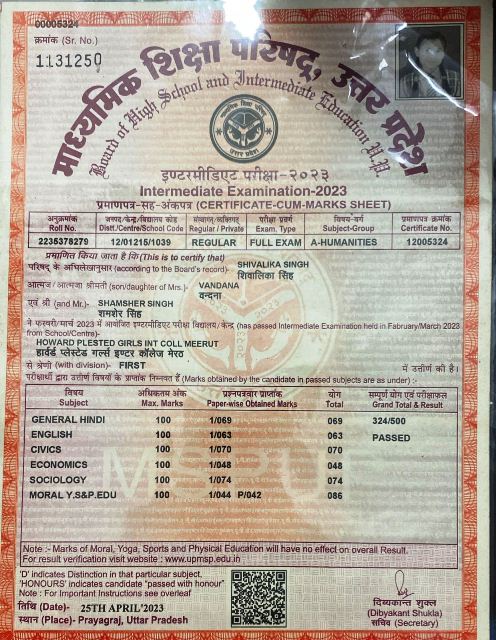 00005324
क्रमांक (Sr. No.)
1131250
माध्यमिक शिक्षा परिषद्, उत्तर प्रदेश
Board of High School and Intermediate Education U.P.
इण्टरमीडिएट परीक्षा-२०२३
Intermediate Examination-2023
प्रमाणपत्र-सह-अंकपत्र (CERTIFICATE-CUM-MARKS SHEET)
अनुक्रमांक जनपद/केन्द्र/विद्यालय कोड संस्थागत/व्यक्तिगत परीक्षा प्रवर्ग विषय-वर्ग प्रमाणपत्र क्रमांक
Roll No. Distt./Centre/School Code Regular / Private Exam. Type Subject-Group Certificate No.
2235378279 12/01215/1039 REGULAR FULL EXAM A-HUMANITIES 12005324
प्रमाणित किया जाता है कि(This is to certify that)
SHIVALIKA SINGH
परिषद् के अभिलेखानुसार (according to the Board's record)- शिवालिका सिंह
आत्मज / आत्मजा श्रीमती (son/daughter of Mrs.)- VANDANA
वन्दना
एवं श्री (and Mr.)- SHAMSHER SINGH
शमशेर सिंह
ने फरवरी/मार्च 2023 में आयोजित इण्टरमीडिएट परीक्षा विद्यालय/केन्द्र (has passed Intermediate Examination held in Fabruary/March 2023
from School/Centre)-
HOWARD PLESTED GIRLS INT COLL MEERUT
हार्वर्ड प्लेस्टेड गर्ल्स इण्टर कॉलेज मेरठ
से श्रेणी (with division)- FIRST में उत्तीर्ण की है।
परीक्षार्थी द्वारा उत्तीर्ण विषयों के प्राप्तांक निम्नवत हैं (Marks obtained by the candidate in passed subjects are as under) :-
विषय अधिकतम अंक प्रश्नपत्रवार प्राप्तांक योग सम्पूर्ण योग एवं परीक्षाफल
Subject Max. Marks Paper-wise Obtained Marks Total Grand Total & Result
GENERAL HINDI 100 1/069 069 324/500
ENGLISH 100 1/063 063 PASSED
CIVICS 100 1/070 070
ECONOMICS 100 1/048 048
SOCIOLOGY 100 1/074 074
MORAL Y.S&P.EDU 100 1/044 P/042 086
Note :- Marks of Moral, Yoga, Sports and Physical Education will have no effect on overall Result.
For result verification visit website : www.upmsp.edu.in
'D' indicates Distinction in that particular subject.
'HONOURS' indicates candidate "passed with honour"
Note : For Important Instructions see overleaf
तिथि (Date)- 25TH APRIL'2023
स्थान (Place)- Prayagraj, Uttar Pradesh
दिव्यकान्त शुक्ल
(Dibyakant Shukla)
सचिव (Secretary)